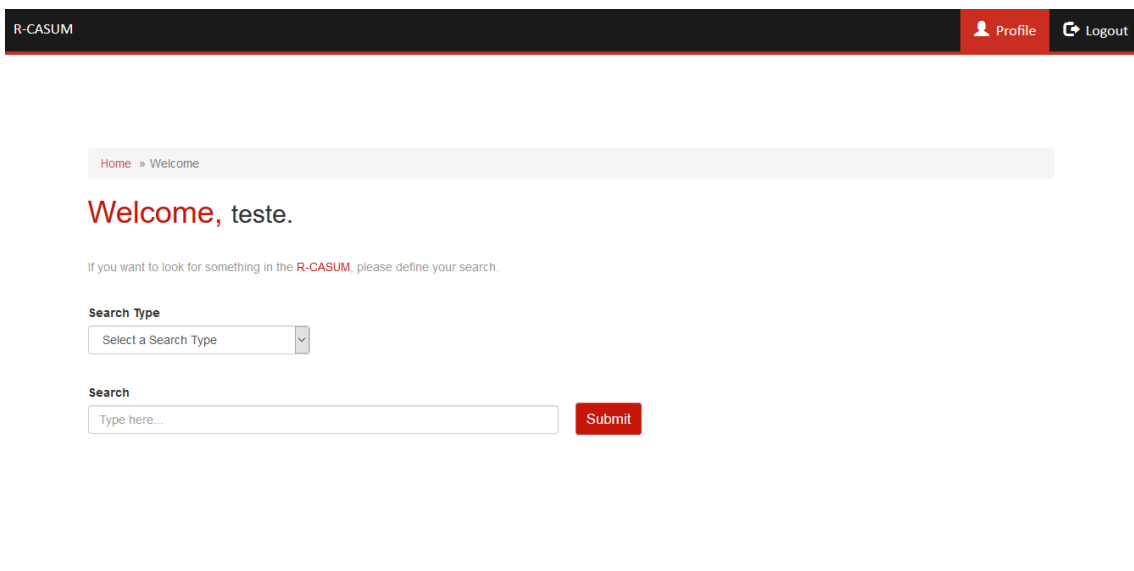 R-CASUM Profile Logout
Home » Welcome
Welcome, teste.
If you want to look for something in the R-CASUM, please define your search.
Search Type
Select a Search Type
Search
Type here...
Submit